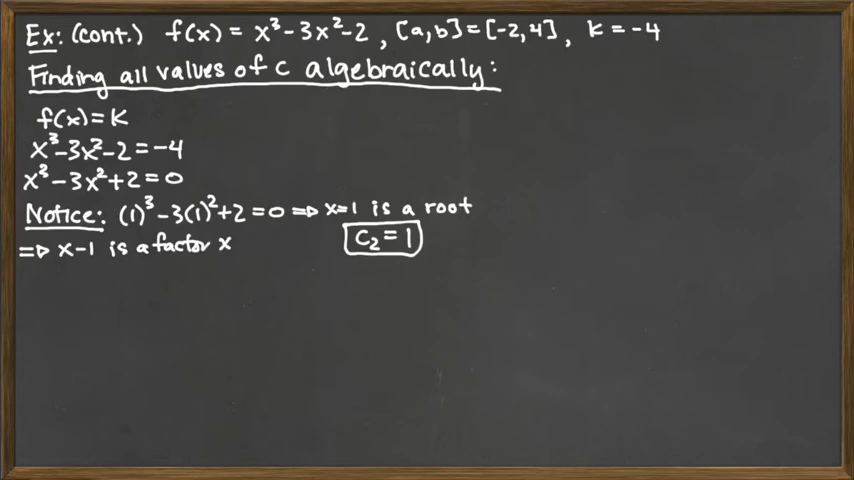 Ex: (cont.) f(x) = x³ - 3x² - 2 , [a,b] = [-2,4] , K = -4
Finding all values of c algebraically:
f(x) = K
x³ - 3x² - 2 = -4
x³ - 3x² + 2 = 0
Notice: (1)³ - 3(1)² + 2 = 0 ⇒ x=1 is a root
⇒ x-1 is a factor x
c₂ = 1